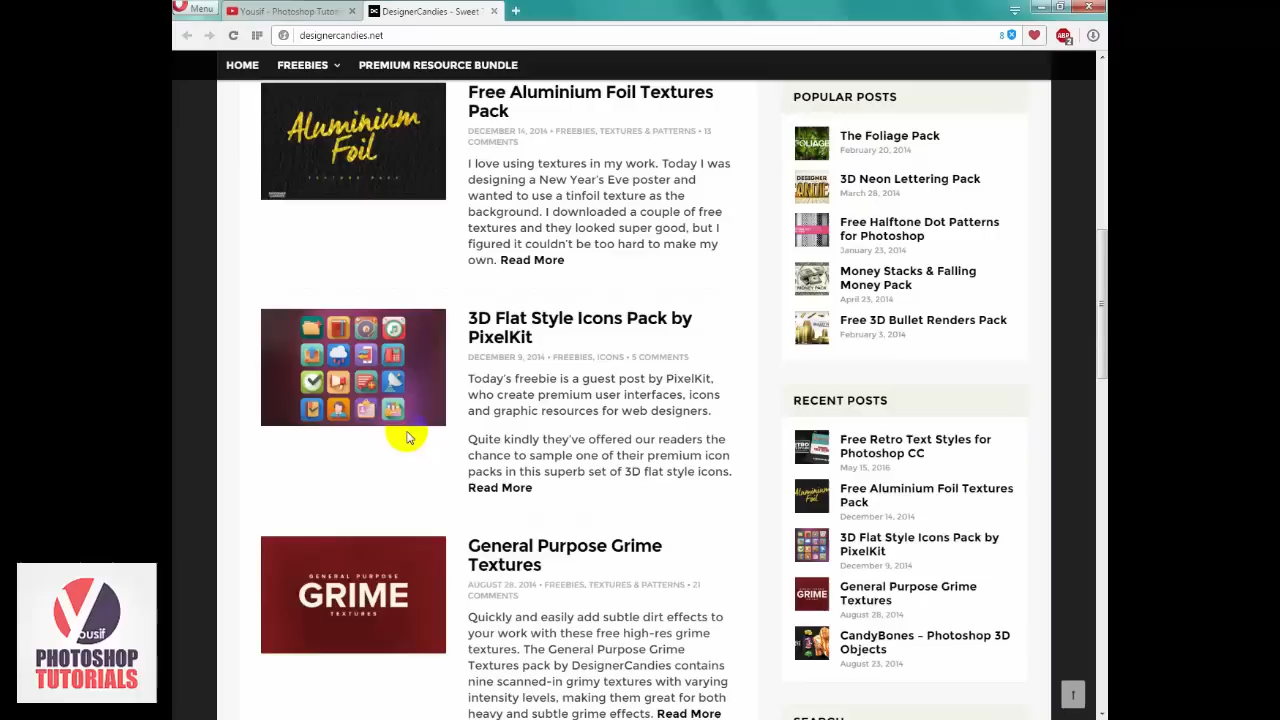 Menu
Yousif - Photoshop Tutor
DesignerCandies - Sweet
designercandies.net
8
ABP
2
HOME
FREEBIES
PREMIUM RESOURCE BUNDLE
Aluminium
Foil
TEXTURE PACK
Free Aluminium Foil Textures
Pack
DECEMBER 14, 2014 • FREEBIES, TEXTURES & PATTERNS • 13
COMMENTS
I love using textures in my work. Today I was
designing a New Year's Eve poster and
wanted to use a tinfoil texture as the
background. I downloaded a couple of free
textures and they looked super good, but I
figured it couldn't be too hard to make my
own. Read More
3D Flat Style Icons Pack by
PixelKit
DECEMBER 9, 2014 • FREEBIES, ICONS • 5 COMMENTS
Today's freebie is a guest post by PixelKit,
who create premium user interfaces, icons
and graphic resources for web designers.
Quite kindly they've offered our readers the
chance to sample one of their premium icon
packs in this superb set of 3D flat style icons.
Read More
GENERAL PURPOSE
GRIME
TEXTURES
General Purpose Grime
Textures
AUGUST 28, 2014 • FREEBIES, TEXTURES & PATTERNS • 21
COMMENTS
Quickly and easily add subtle dirt effects to
your work with these free high-res grime
textures. The General Purpose Grime
Textures pack by DesignerCandies contains
nine scanned-in grimy textures with varying
intensity levels, making them great for both
heavy and subtle grime effects. Read More
POPULAR POSTS
FOLIAGE
The Foliage Pack
February 20, 2014
3D Neon Lettering Pack
March 26, 2014
Free Halftone Dot Patterns
for Photoshop
January 23, 2014
MONEY PACK
Money Stacks & Falling
Money Pack
April 23, 2014
Free 3D Bullet Renders Pack
February 3, 2014
RECENT POSTS
Free Retro Text Styles for
Photoshop CC
May 15, 2016
Free Aluminium Foil Textures
Pack
December 14, 2014
3D Flat Style Icons Pack by
PixelKit
December 9, 2014
GRIME
General Purpose Grime
Textures
August 28, 2014
CandyBones – Photoshop 3D
Objects
August 23, 2014
SEARCH
Yousif
PHOTOSHOP
TUTORIALS